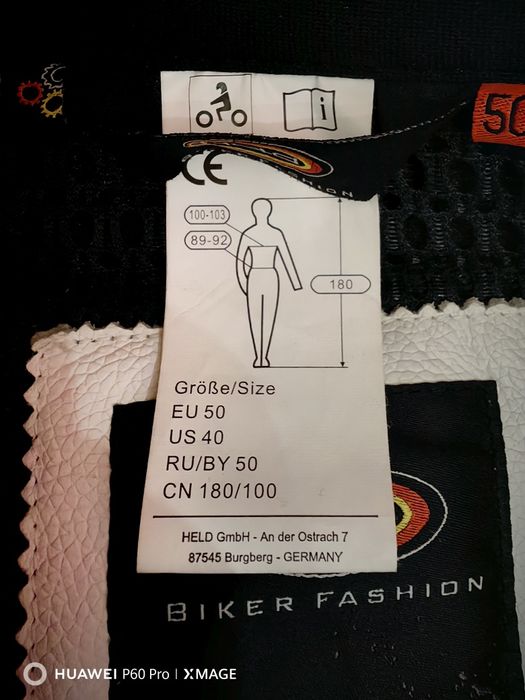 i
50
CE
FASHION
100-103
89-92
180
Größe/Size
EU 50
US 40
RU/BY 50
CN 180/100
HELD GmbH - An der Ostrach 7
87545 Burgberg - GERMANY
BIKER FASHION
HUAWEI P60 Pro | XMAGE